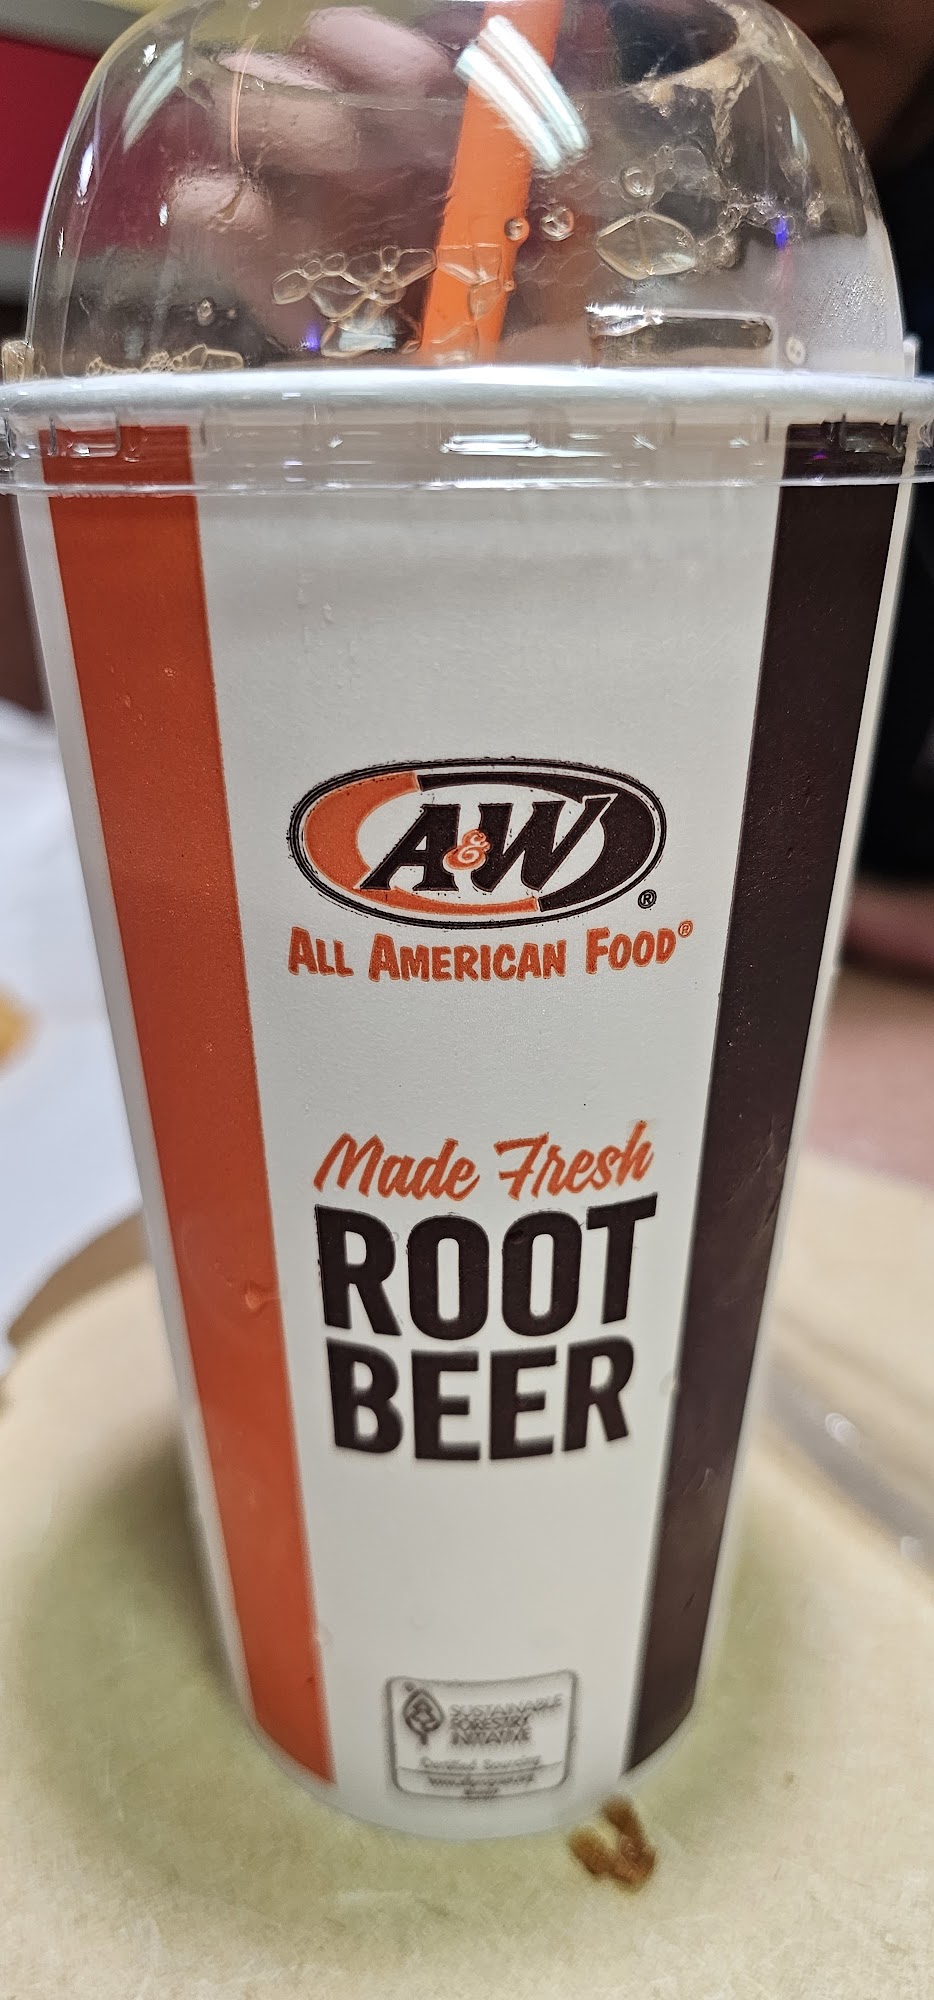 A&W®
ALL AMERICAN FOOD®
Made Fresh
ROOT
BEER
SUSTAINABLE
FORESTRY
INITIATIVE
Certified Sourcing